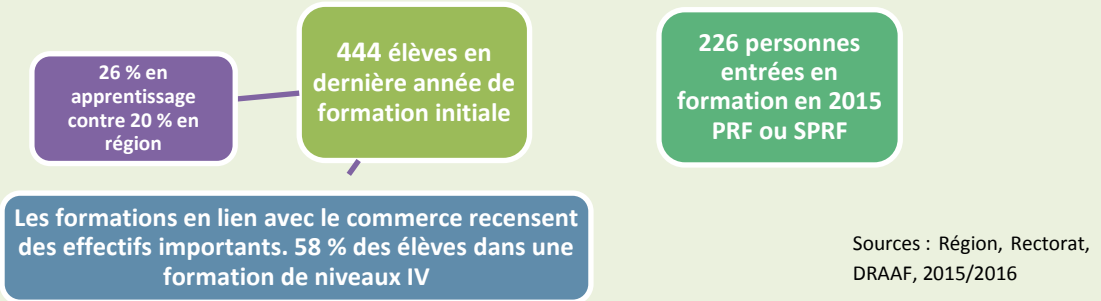 26 % en
apprentissage
contre 20 % en
région
444 élèves en
dernière année de
formation initiale
226 personnes
entrées en
formation en 2015
PRF ou SPRF
Les formations en lien avec le commerce recensent
des effectifs importants. 58 % des élèves dans une
formation de niveaux IV
Sources : Région, Rectorat,
DRAAF, 2015/2016